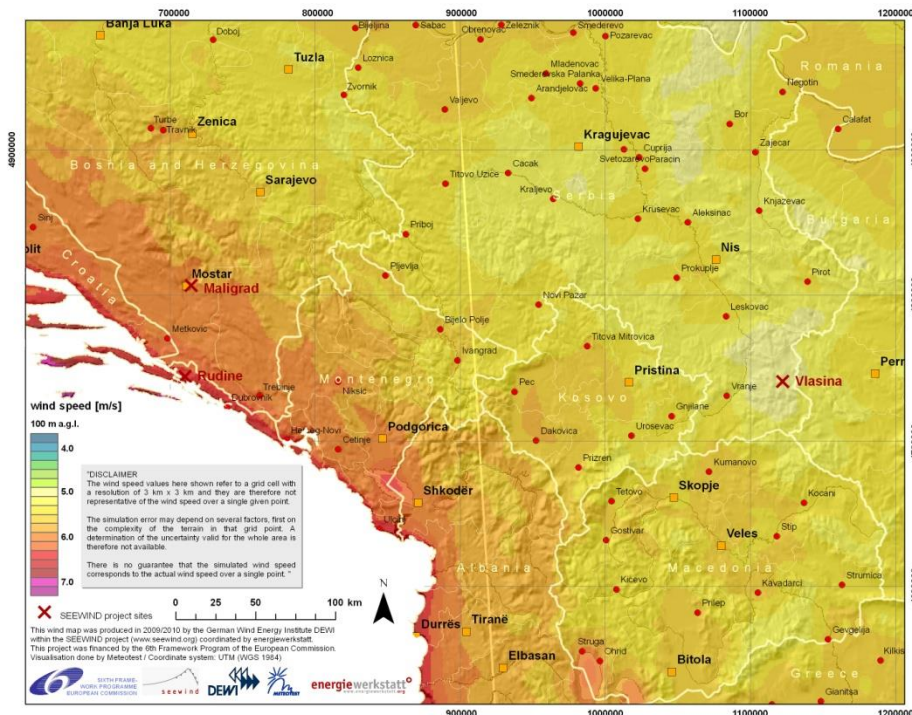 700000
800000
900000
1000000
1100000
1200000
Banja Luka
Doboj
Bijeljina
Sabac
Zeleznik
Smederevo
Obrenovac
Pozarevac
Romania
Tuzla
Loznica
Mladenovac
Smederevska Palanka
Velika-Plana
Negotin
Zvornik
Arandjelovac
Valjevo
Bor
Calafat
Turbe
Travnik
Zenica
Kragujevac
Cuprija
Zajecar
4900000
Svetozarevo
Paracin
Bosnia and Herzegovina
Cacak
Titovo Uzice
Sarajevo
Kraljevo
Serbia
Krusevac
Aleksinac
Knjazevac
Bulgaria
Sinj
Priboj
Nis
Croatia
Mostar
Maligrad
Pljevlja
Prokuplje
Pirot
Novi Pazar
Leskovac
Metkovic
Bijelo Polje
Titova Mitrovica
Ivangrad
Rudine
Montenegro
Pec
Pristina
Vlasina
Trebinje
Dubrovnik
Niksic
Kosovo
Vranje
wind speed [m/s]
Gnjilane
100 m a.g.l.
Herceg-Novi
Cetinje
Podgorica
Dakovica
Urosevac
4.0
5.0
6.0
7.0
"DISCLAIMER
The wind speed values here shown refer to a grid cell with
a resolution of 3 km x 3 km and they are therefore not
representative of the wind speed over a single given point.
The simulation error may depend on several factors, first on
the complexity of the terrain in that grid point. A
determination of the uncertainty valid for the whole area is
therefore not available.
There is no guarantee that the simulated wind speed
corresponds to the actual wind speed over a single point. "
Prizren
Kumanovo
Shkodër
Tetovo
Skopje
Kocani
Gostivar
Veles
Stip
Albania
Macedonia
Kicevo
Kavadarci
Strumica
Prilep
SEEWIND project sites
0 25 50 100 km
N
Durrës
Tiranë
Gevgelija
Struga
Ohrid
Elbasan
Bitola
Kilkis
Greece
Gianitsa
This wind map was produced in 2009/2010 by the German Wind Energy Institute DEWI
within the SEEWIND project (www.seewind.org) coordinated by energiewerkstatt.
This project was financed by the 6th Framework Program of the European Commission.
Visualisation done by Meteotest / Coordinate system: UTM (WGS 1984)
SIXTH FRAME-
WORK PROGRAMME
EUROPEAN COMMISSION
seewind
DEWI
METEOTEST
energiewerkstatt
900000
1000000
1100000
1200000